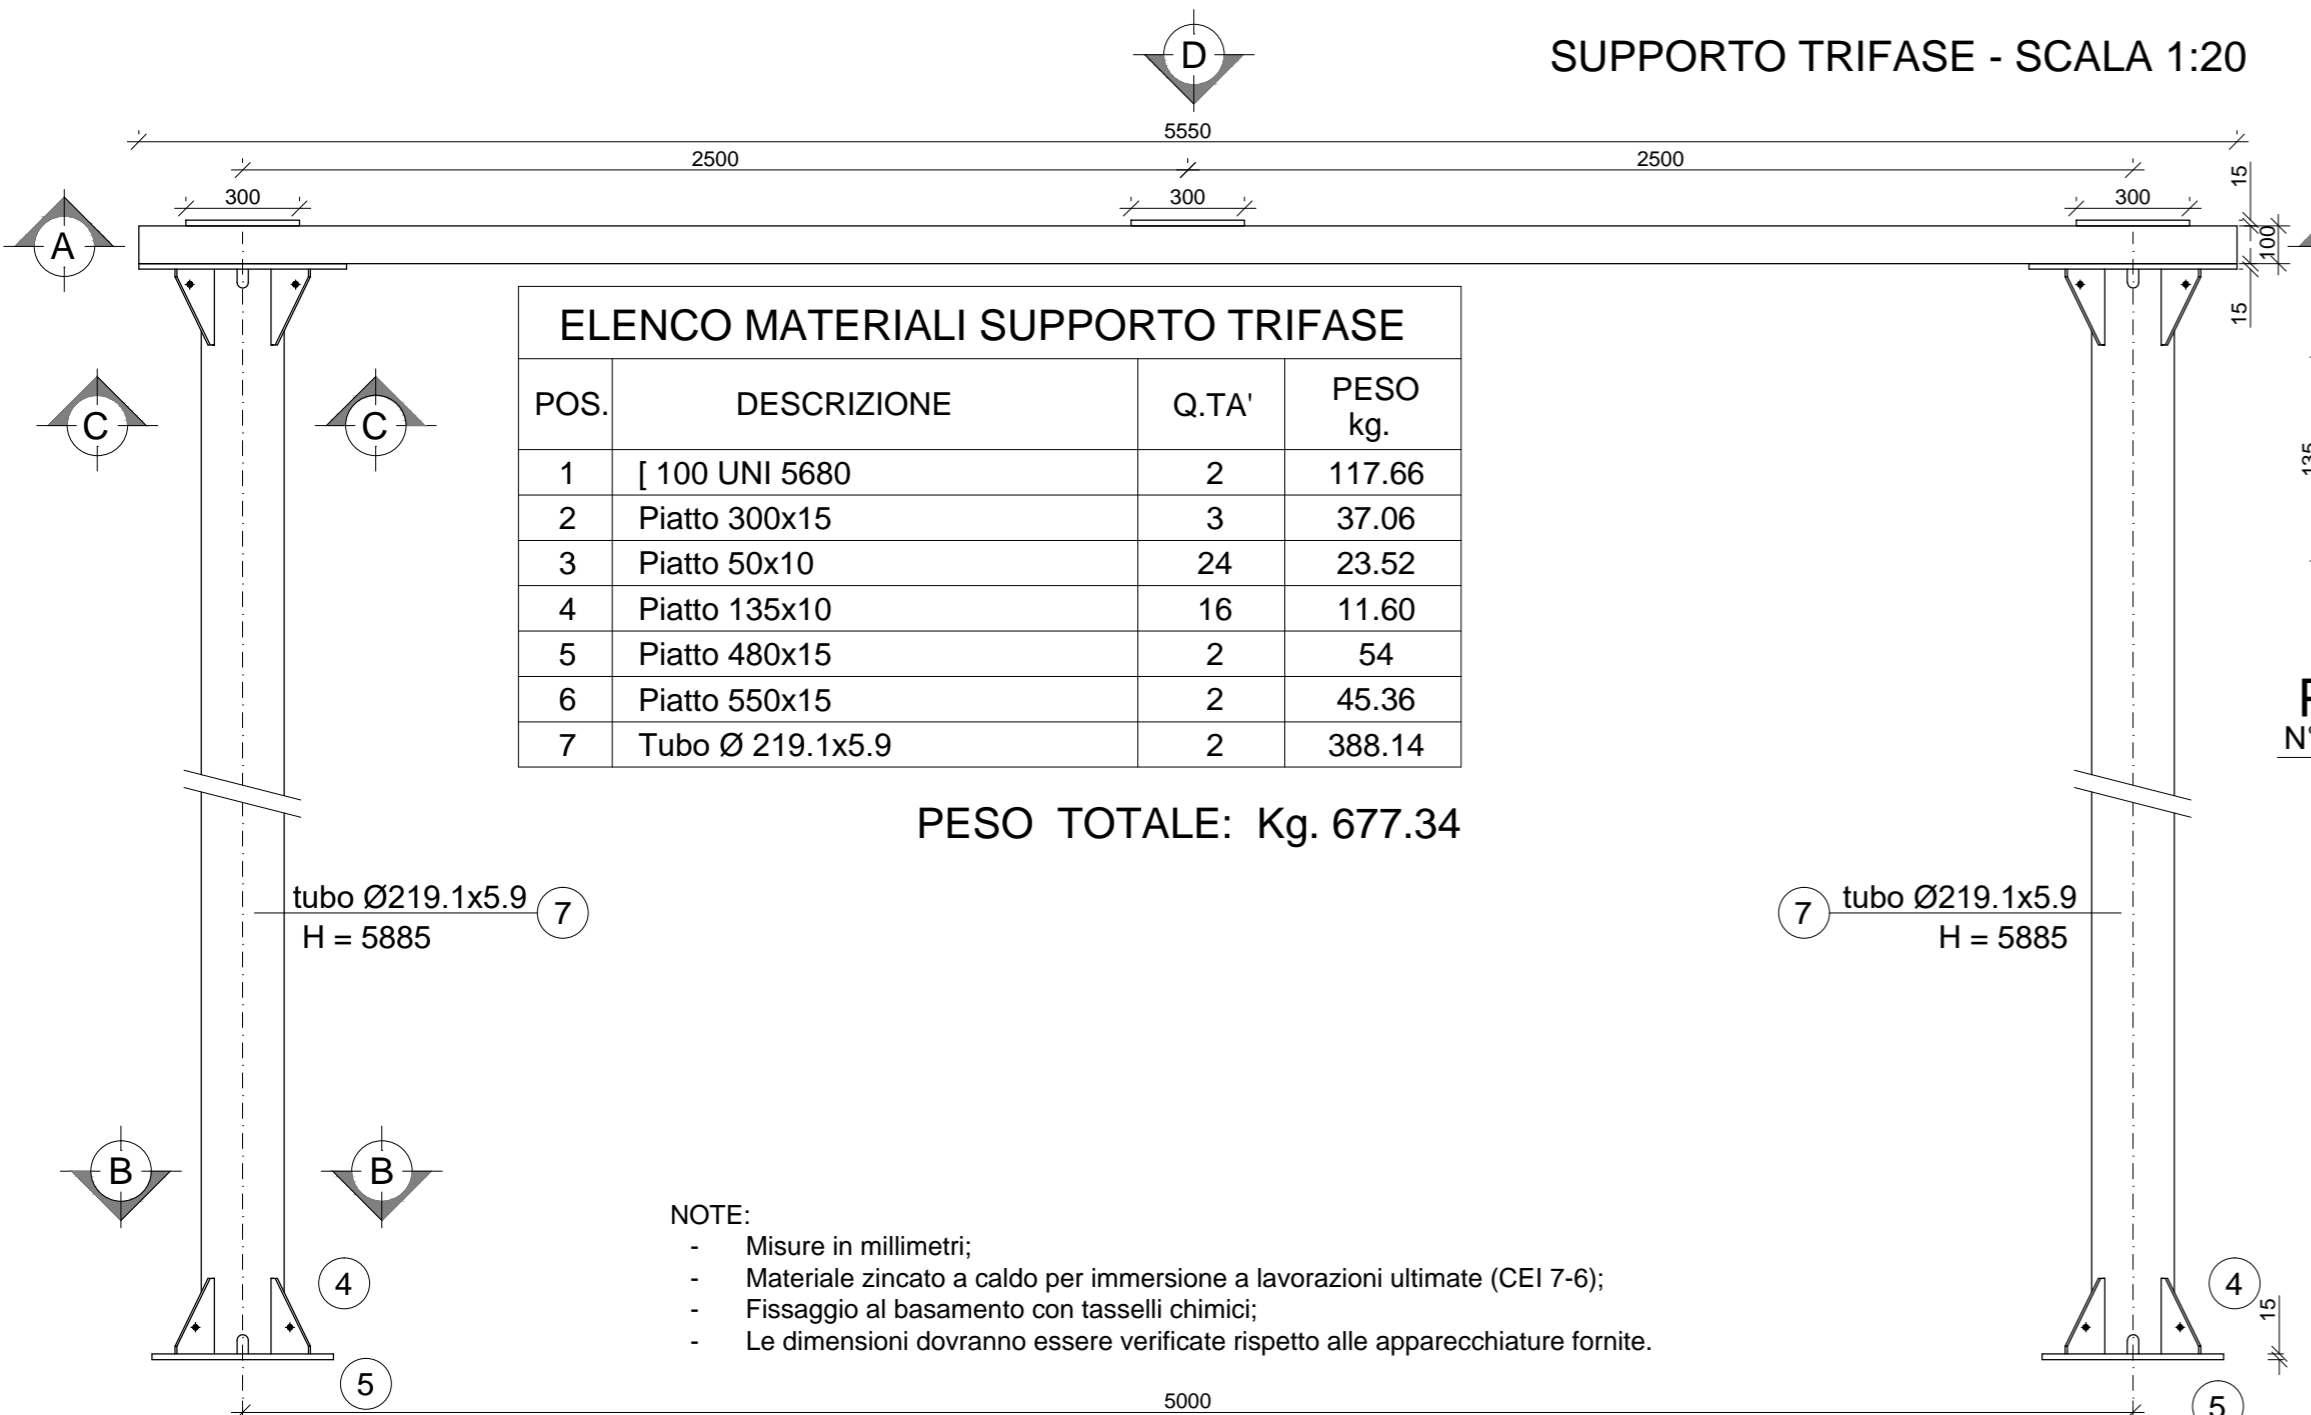 D
SUPPORTO TRIFASE - SCALA 1:20
5550
2500
2500
15
300
300
300
A
100
15
ELENCO MATERIALI SUPPORTO TRIFASE
POS. DESCRIZIONE Q.TA' PESO kg.
1 [ 100 UNI 5680 2 117.66
2 Piatto 300x15 3 37.06
3 Piatto 50x10 24 23.52
4 Piatto 135x10 16 11.60
5 Piatto 480x15 2 54
6 Piatto 550x15 2 45.36
7 Tubo Ø 219.1x5.9 2 388.14
C
C
135
PESO TOTALE: Kg. 677.34
tubo Ø219.1x5.9
H = 5885
7
7
tubo Ø219.1x5.9
H = 5885
B
B
NOTE:
- Misure in millimetri;
- Materiale zincato a caldo per immersione a lavorazioni ultimate (CEI 7-6);
- Fissaggio al basamento con tasselli chimici;
- Le dimensioni dovranno essere verificate rispetto alle apparecchiature fornite.
4
4
15
5
5000
5